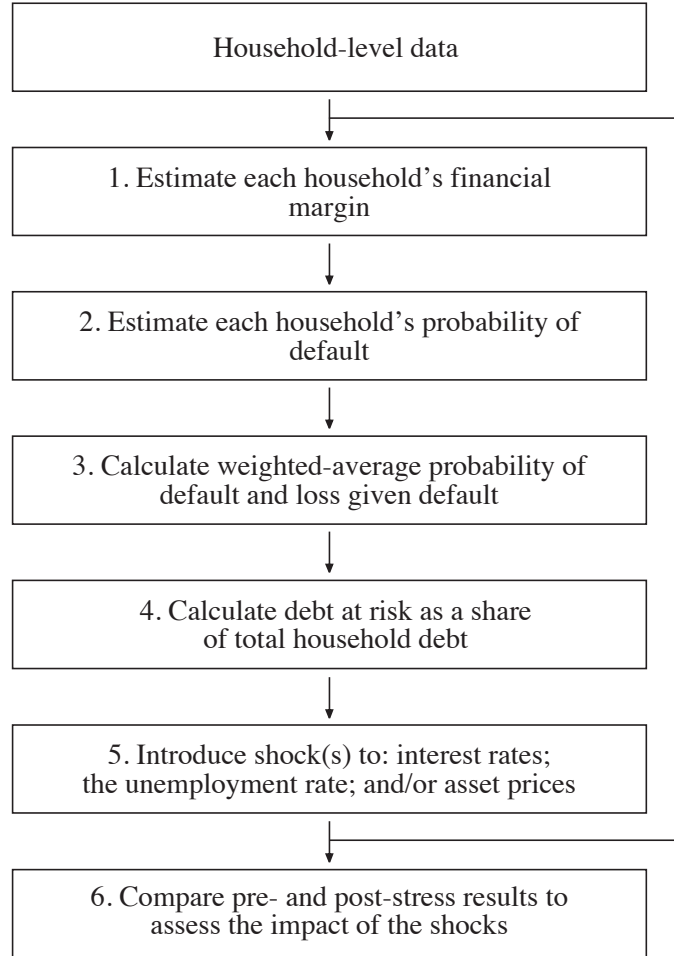 Household-level data
1. Estimate each household’s financial
margin
2. Estimate each household’s probability of
default
3. Calculate weighted-average probability of
default and loss given default
4. Calculate debt at risk as a share
of total household debt
5. Introduce shock(s) to: interest rates;
the unemployment rate; and/or asset prices
6. Compare pre- and post-stress results to
assess the impact of the shocks